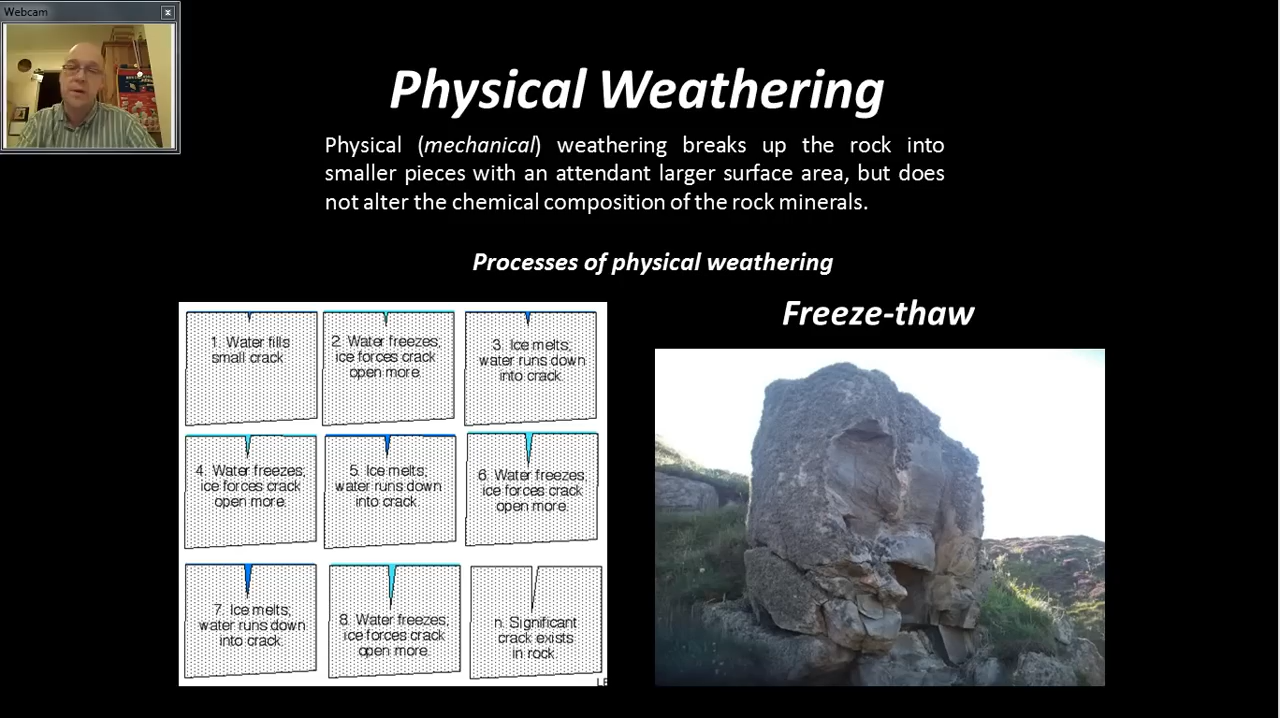 Webcam
Physical Weathering
Physical (mechanical) weathering breaks up the rock into
smaller pieces with an attendant larger surface area, but does
not alter the chemical composition of the rock minerals.
Processes of physical weathering
Freeze-thaw
1. Water fills
small crack
2. Water freezes;
ice forces crack
open more.
3. Ice melts;
water runs down
into crack.
4. Water freezes;
ice forces crack
open more.
5. Ice melts;
water runs down
into crack.
6. Water freezes;
ice forces crack
open more.
7. Ice melts;
water runs down
into crack.
8. Water freezes;
ice forces crack
open more.
n. Significant
crack exists
in rock.